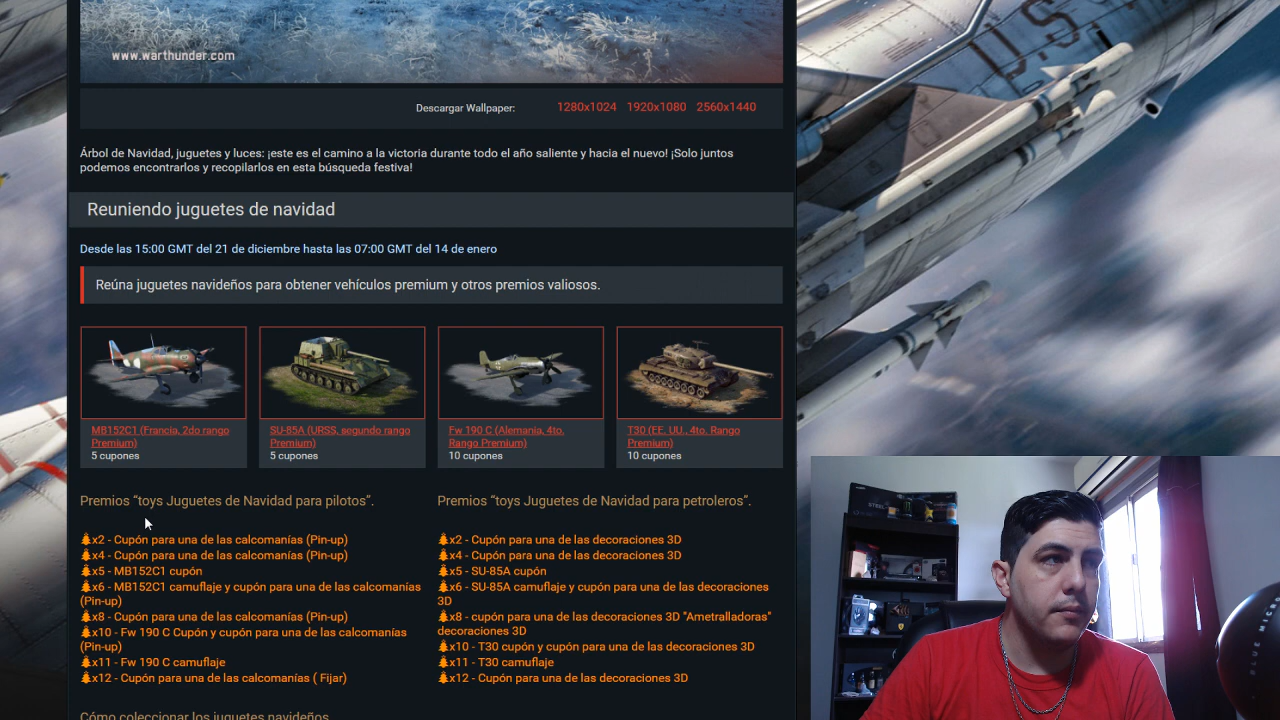 www.warthunder.com
Descargar Wallpaper: 1280x1024 1920x1080 2560x1440
Árbol de Navidad, juguetes y luces: ¡este es el camino a la victoria durante todo el año saliente y hacia el nuevo! ¡Solo juntos
podemos encontrarlos y recopilarlos en esta búsqueda festiva!
Reuniendo juguetes de navidad
Desde las 15:00 GMT del 21 de diciembre hasta las 07:00 GMT del 14 de enero
Reúna juguetes navideños para obtener vehículos premium y otros premios valiosos.
MB152C1 (Francia, 2do rango
Premium)
5 cupones
SU-85A (URSS, segundo rango
Premium)
5 cupones
Fw 190 C (Alemania, 4to.
Rango Premium)
10 cupones
T30 (EE. UU., 4to. Rango
Premium)
10 cupones
Premios “toys Juguetes de Navidad para pilotos”.
x2 - Cupón para una de las calcomanías (Pin-up)
x4 - Cupón para una de las calcomanías (Pin-up)
x5 - MB152C1 cupón
x6 - MB152C1 camuflaje y cupón para una de las calcomanías
(Pin-up)
x8 - Cupón para una de las calcomanías (Pin-up)
x10 - Fw 190 C Cupón y cupón para una de las calcomanías
(Pin-up)
x11 - Fw 190 C camuflaje
x12 - Cupón para una de las calcomanías ( Fijar)
Premios “toys Juguetes de Navidad para petroleros”.
x2 - Cupón para una de las decoraciones 3D
x4 - Cupón para una de las decoraciones 3D
x5 - SU-85A cupón
x6 - SU-85A camuflaje y cupón para una de las decoraciones
3D
x8 - cupón para una de las decoraciones 3D "Ametralladoras"
decoraciones 3D
x10 - T30 cupón y cupón para una de las decoraciones 3D
x11 - T30 camuflaje
x12 - Cupón para una de las decoraciones 3D
Cómo coleccionar los juguetes navideños